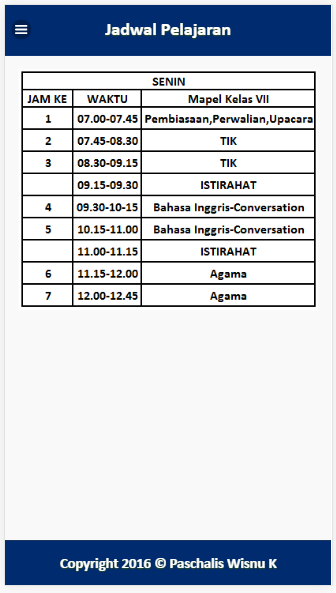 Jadwal Pelajaran
SENIN
JAM KE WAKTU Mapel Kelas VII
1 07.00-07.45 Pembiasaan,Perwalian,Upacara
2 07.45-08.30 TIK
3 08.30-09.15 TIK
09.15-09.30 ISTIRAHAT
4 09.30-10-15 Bahasa Inggris-Conversation
5 10.15-11.00 Bahasa Inggris-Conversation
11.00-11.15 ISTIRAHAT
6 11.15-12.00 Agama
7 12.00-12.45 Agama
Copyright 2016 © Paschalis Wisnu K